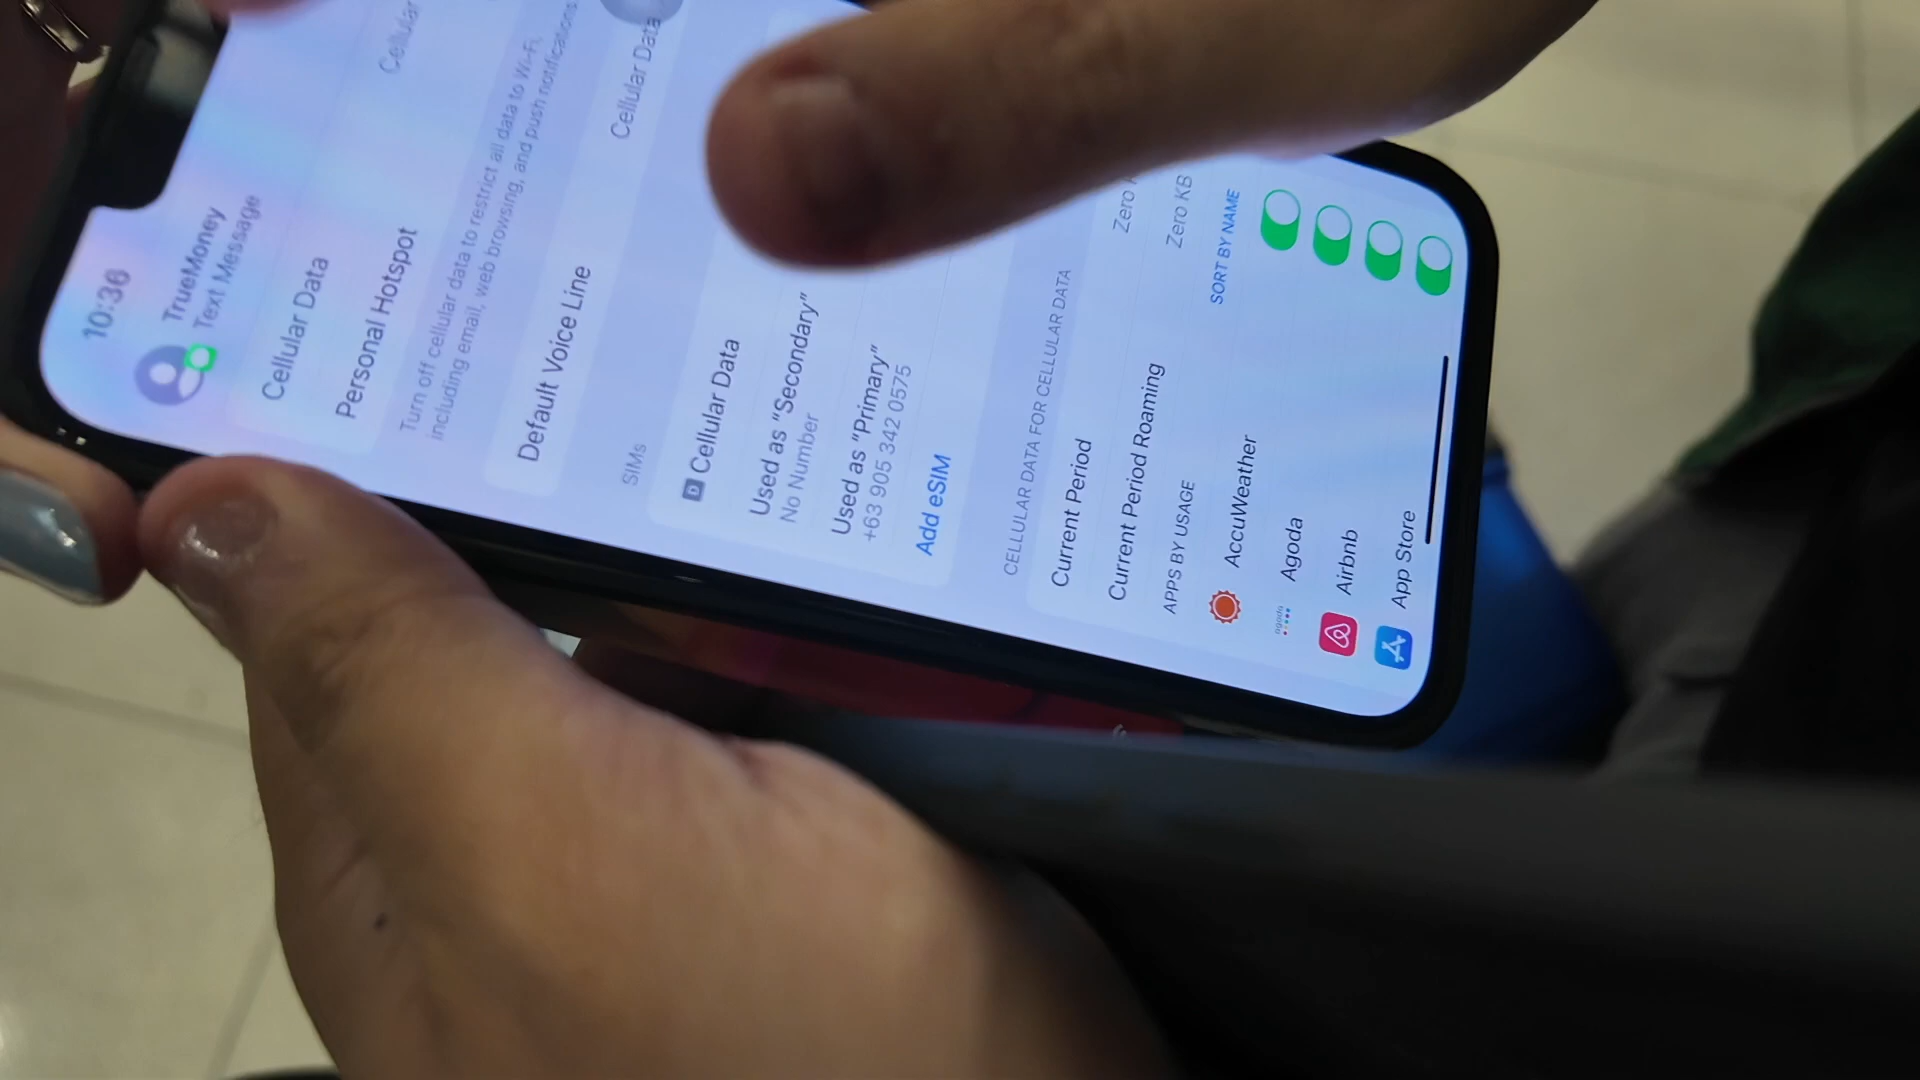 10:36
TrueMoney
Text Message
Cellular Data
Cellular
Personal Hotspot
Turn off cellular data to restrict all data to Wi-Fi,
including email, web browsing, and push notifications.
Default Voice Line
Cellular Data
SIMs
D Cellular Data
Used as "Secondary"
No Number
Used as "Primary"
+63 905 342 0575
Add eSIM
CELLULAR DATA FOR CELLULAR DATA
Current Period
Zero
Current Period Roaming
Zero KB
APPS BY USAGE
SORT BY NAME
AccuWeather
agoda
Agoda
Airbnb
App Store